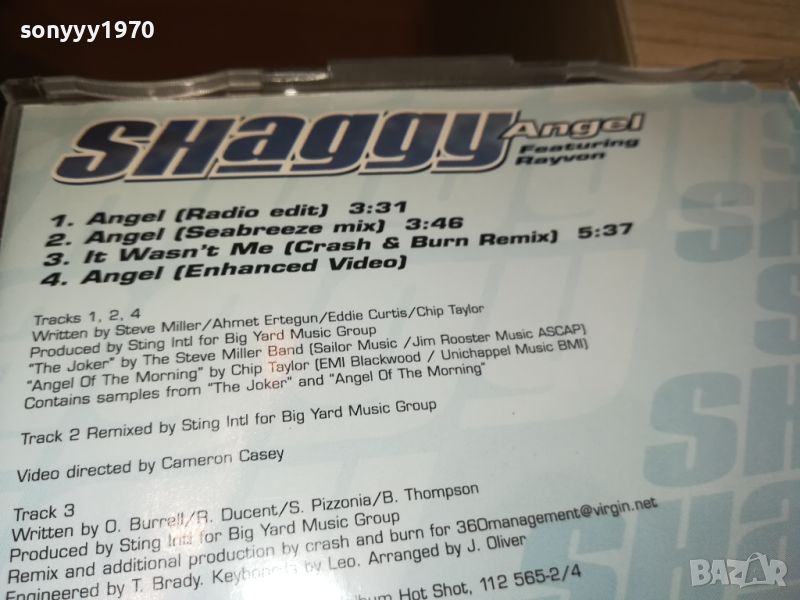 sonyyy1970
SHaggy
Angel
Featuring
Rayvon
1. Angel (Radio edit) 3:31
2. Angel (Seabreeze mix) 3:46
3. It Wasn't Me (Crash & Burn Remix) 5:37
4. Angel (Enhanced Video)
Tracks 1, 2, 4
Written by Steve Miller/Ahmet Ertegun/Eddie Curtis/Chip Taylor
Produced by Sting Intl for Big Yard Music Group
"The Joker" by The Steve Miller Band (Sailor Music /Jim Rooster Music ASCAP)
"Angel Of The Morning" by Chip Taylor (EMI Blackwood / Unichappel Music BMI)
Contains samples from "The Joker" and "Angel Of The Morning"
Track 2 Remixed by Sting Intl for Big Yard Music Group
Video directed by Cameron Casey
Track 3
Written by O. Burrell/R. Ducent/S. Pizzonia/B. Thompson
Produced by Sting Intl for Big Yard Music Group
Remix and additional production by crash and burn for 360management@virgin.net
Engineered by T. Brady. Keyboards by Leo. Arranged by J. Oliver
Hot Shot, 112 565-2/4
BAZAR